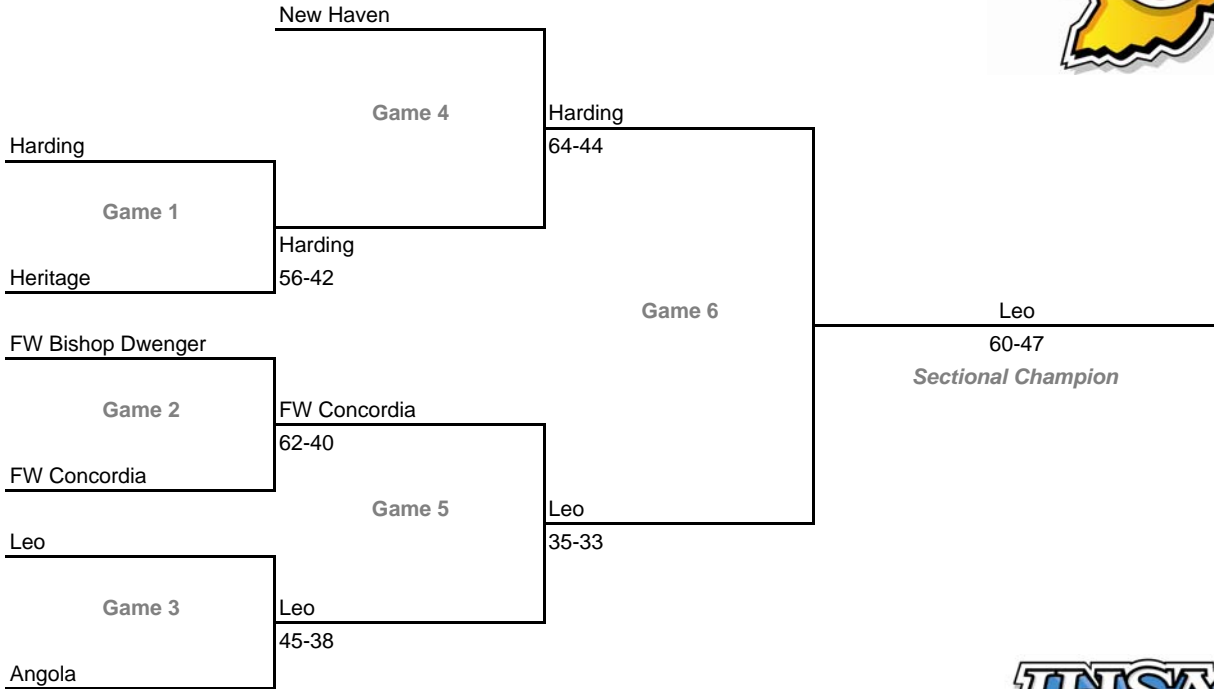 New Haven
Game 4
Harding
Harding
64-44
Game 1
Harding
Heritage
56-42
Game 6
Leo
FW Bishop Dwenger
60-47
Sectional Champion
Game 2
FW Concordia
62-40
FW Concordia
Game 5
Leo
Leo
35-33
Game 3
Leo
45-38
Angola